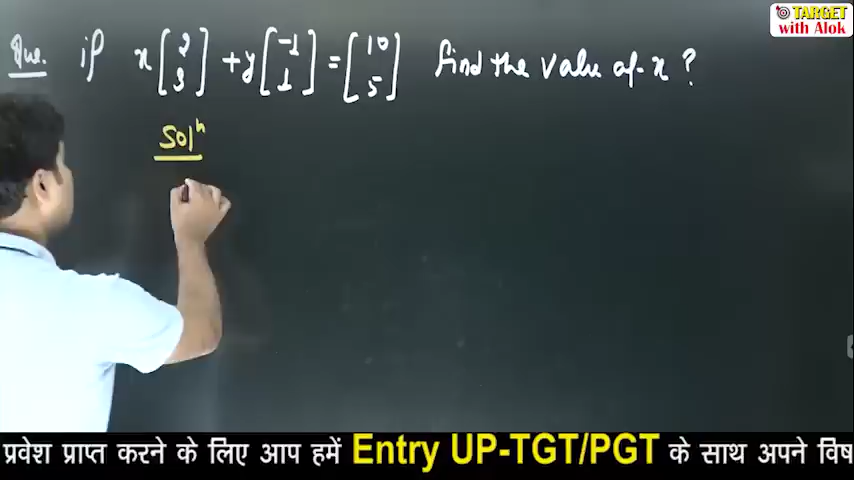 TARGET
with Alok
Que. if x [2 3] + y [-1 1] = [10 5] find the value of x ?
Solⁿ
प्रवेश प्राप्त करने के लिए आप हमें Entry UP-TGT/PGT के साथ अपने विष